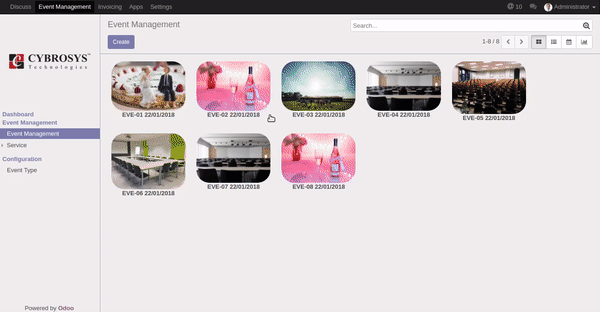 Discuss Event Management Invoicing Apps Settings @ 10 Administrator
Event Management
Search...
Create
1-8 / 8
CYBROSYS™
Technologies
Dashboard
Event Management
Event Management
Service
Configuration
Event Type
EVE-01 22/01/2018
EVE-02 22/01/2018
EVE-03 22/01/2018
EVE-04 22/01/2018
EVE-05 22/01/2018
EVE-06 22/01/2018
EVE-07 22/01/2018
EVE-08 22/01/2018
Powered by Odoo